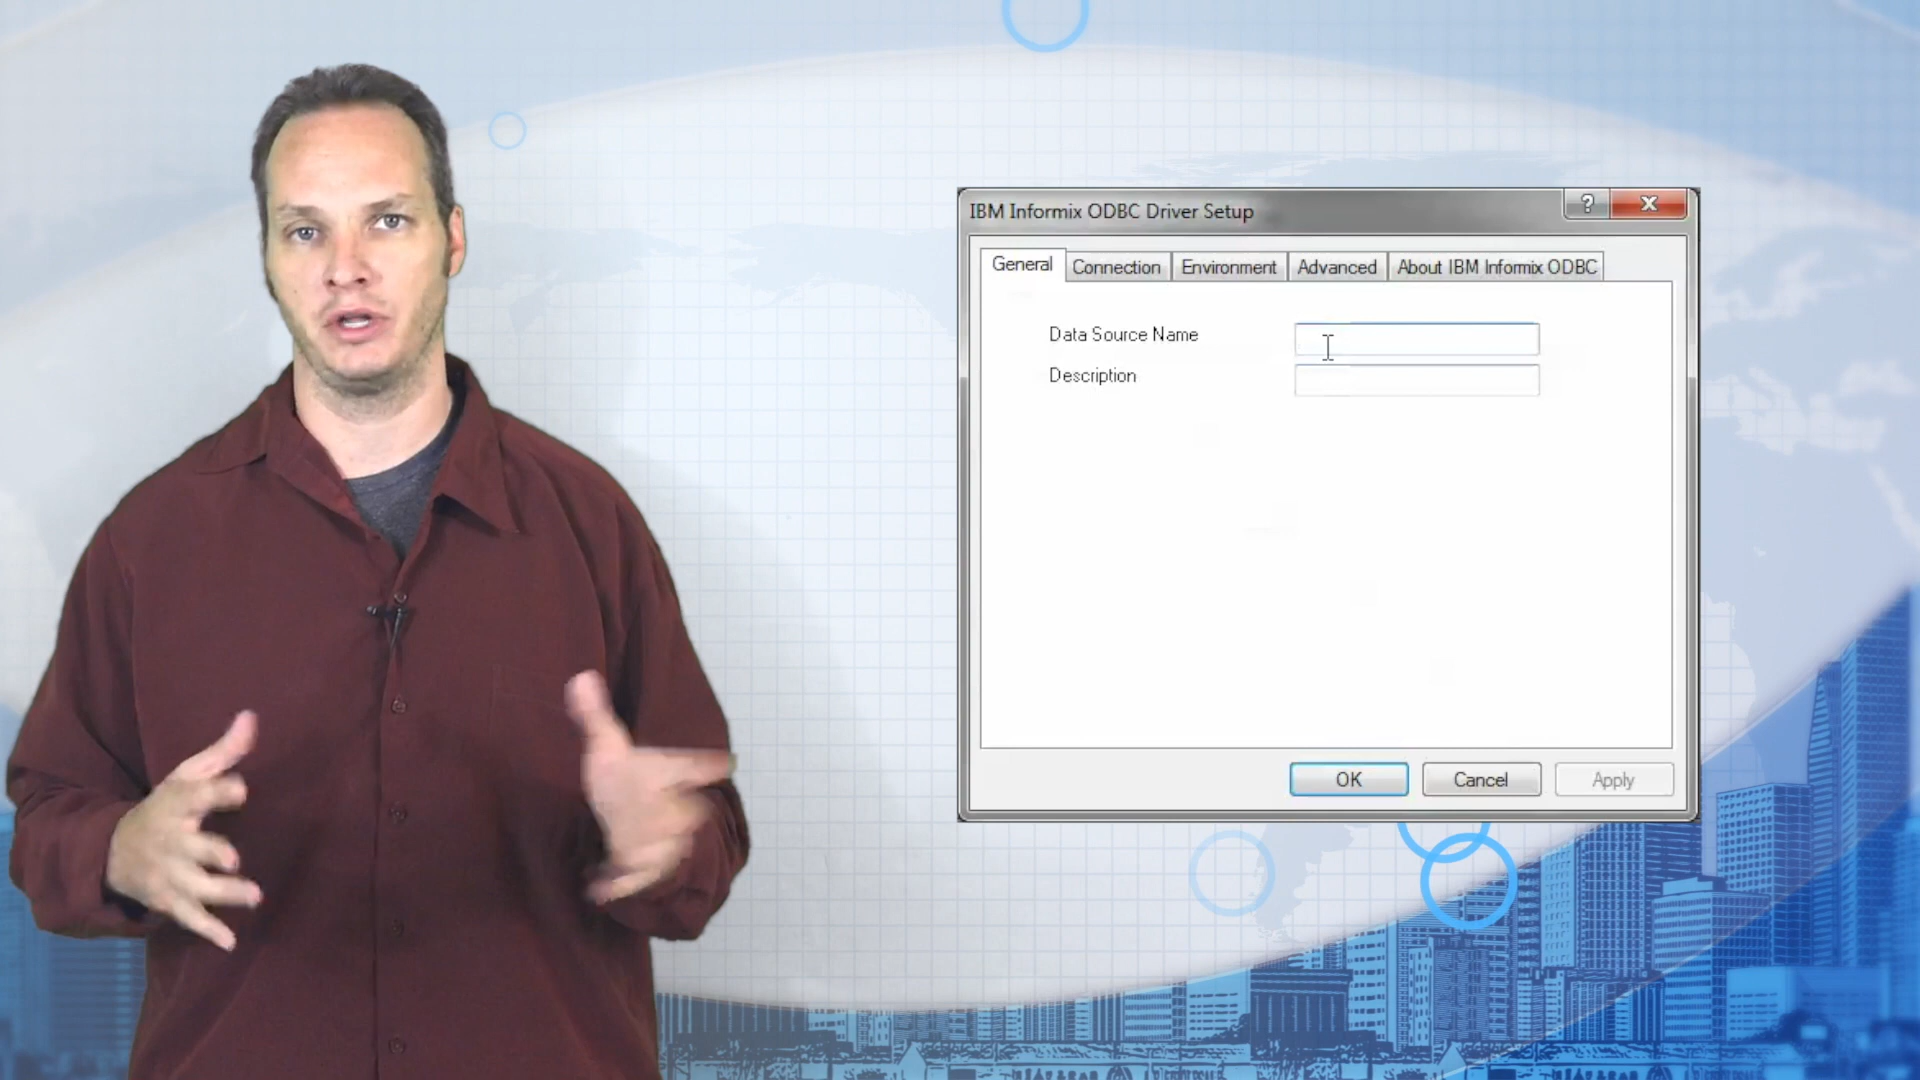 IBM Informix ODBC Driver Setup
?
X
General
Connection
Environment
Advanced
About IBM Informix ODBC
Data Source Name
Description
OK
Cancel
Apply